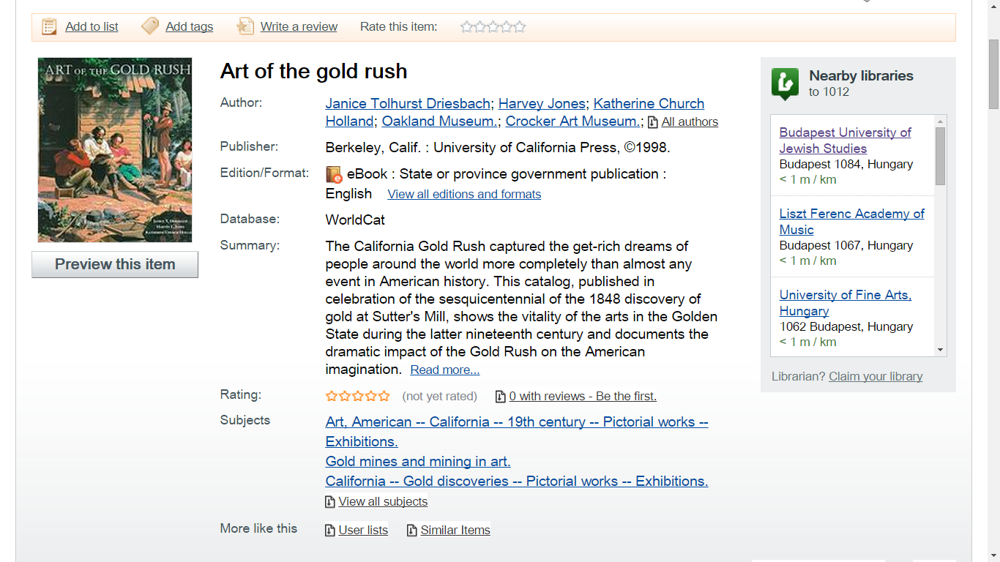 Add to list Add tags Write a review Rate this item:
ART OF THE GOLD RUSH
Preview this item
Art of the gold rush
Author: Janice Tolhurst Driesbach; Harvey Jones; Katherine Church
Holland; Oakland Museum.; Crocker Art Museum.; All authors
Publisher: Berkeley, Calif. : University of California Press, ©1998.
Edition/Format: eBook : State or province government publication :
English View all editions and formats
Database: WorldCat
Summary: The California Gold Rush captured the get-rich dreams of
people around the world more completely than almost any
event in American history. This catalog, published in
celebration of the sesquicentennial of the 1848 discovery of
gold at Sutter's Mill, shows the vitality of the arts in the Golden
State during the latter nineteenth century and documents the
dramatic impact of the Gold Rush on the American
imagination. Read more...
Rating: (not yet rated) 0 with reviews - Be the first.
Subjects Art, American -- California -- 19th century -- Pictorial works --
Exhibitions.
Gold mines and mining in art.
California -- Gold discoveries -- Pictorial works -- Exhibitions.
View all subjects
More like this User lists Similar Items
Nearby libraries
to 1012
Budapest University of
Jewish Studies
Budapest 1084, Hungary
< 1 m / km
Liszt Ferenc Academy of
Music
Budapest 1067, Hungary
< 1 m / km
University of Fine Arts,
Hungary
1062 Budapest, Hungary
< 1 m / km
Librarian? Claim your library